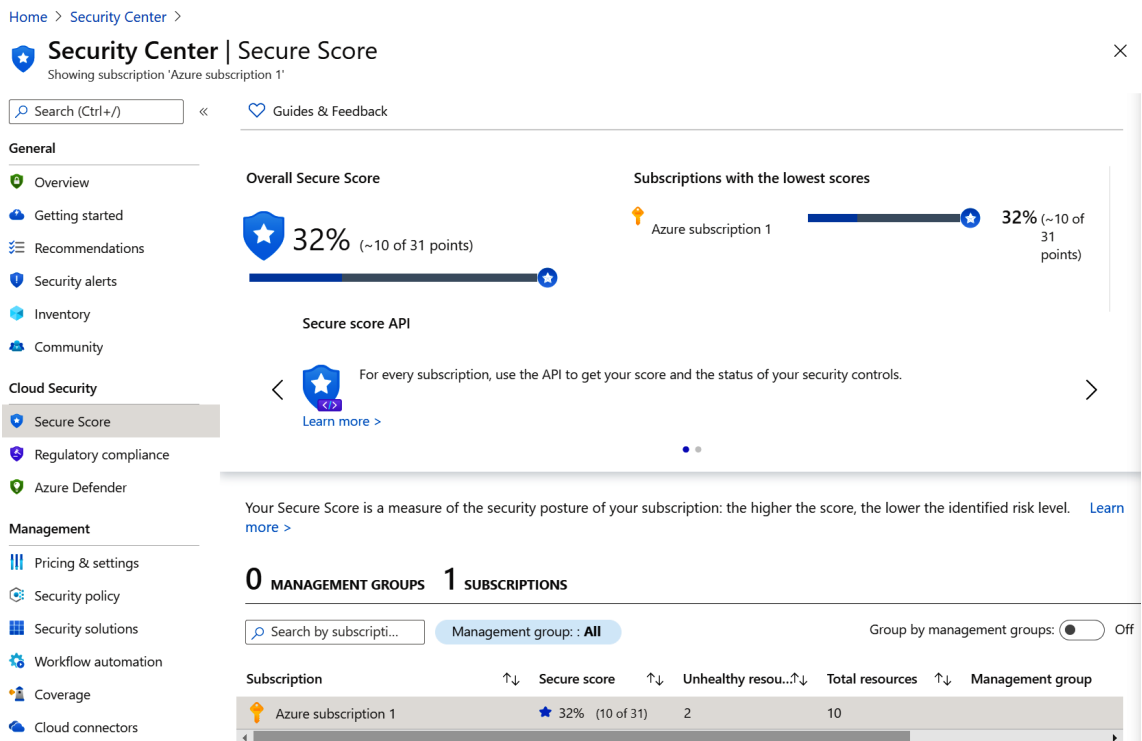 Home > Security Center >
Security Center | Secure Score
Showing subscription 'Azure subscription 1'
Search (Ctrl+/)
«
Guides & Feedback
General
Overview
Getting started
Recommendations
Security alerts
Inventory
Community
Cloud Security
Secure Score
Regulatory compliance
Azure Defender
Management
Pricing & settings
Security policy
Security solutions
Workflow automation
Coverage
Cloud connectors
Overall Secure Score
32% (~10 of 31 points)
Subscriptions with the lowest scores
Azure subscription 1
32% (~10 of
31
points)
Secure score API
For every subscription, use the API to get your score and the status of your security controls.
</>
Learn more >
Your Secure Score is a measure of the security posture of your subscription: the higher the score, the lower the identified risk level. Learn
more >
0 MANAGEMENT GROUPS 1 SUBSCRIPTIONS
Search by subscripti...
Management group: : All
Group by management groups: Off
Subscription ↑↓ Secure score ↑↓ Unhealthy resou...↑↓ Total resources ↑↓ Management group
Azure subscription 1 32% (10 of 31) 2 10